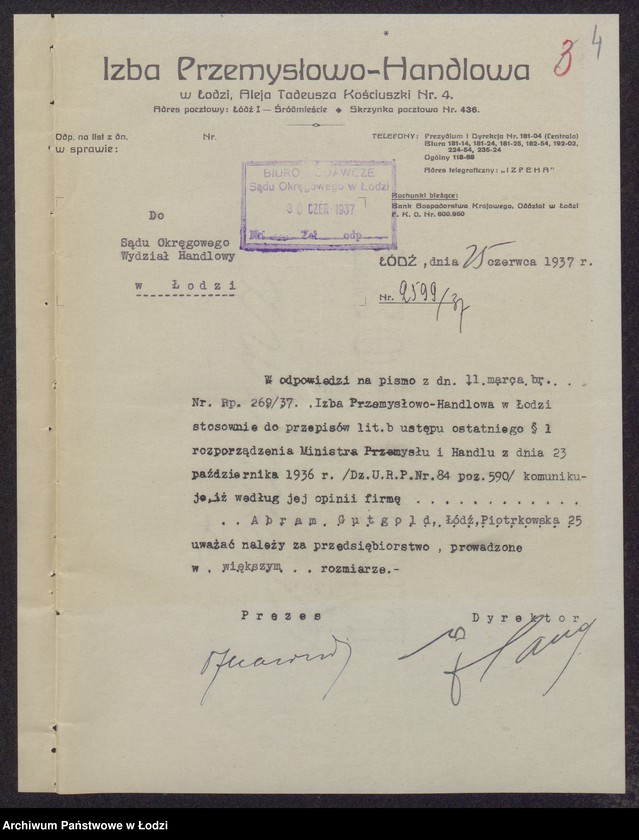 3 4
Izba Przemysłowo-Handlowa
w Łodzi, Aleja Tadeusza Kościuszki Nr. 4.
Adres pocztowy: Łódź I — Śródmieście ◆ Skrzynka pocztowa Nr. 436.
Odp. na list z dn. Nr.
w sprawie:
TELEFONY: Prezydium i Dyrekcja Nr. 181-04 (Centrala)
Biura 181-14, 181-24, 181-25, 182-54, 192-02,
224-54, 235-24
Ogólny 118-88
Adres telegraficzny: „IZPEHA"
BIURO PODAWCZE
Sądu Okręgowego w Łodzi
30 CZER. 1937
Nr. Zał. odp.
Rachunki bieżące:
Bank Gospodarstwa Krajowego, Oddział w Łodzi
P. K. O. Nr. 600.950
Do
Sądu Okręgowego
Wydział Handlowy
w Łodzi
ŁÓDŹ, dnia 25 czerwca 1937 r.
Nr. 2599/37
W odpowiedzi na pismo z dn. 11.marca br. . .
Nr. Rp. 269/37. .Izba Przemysłowo-Handlowa w Łodzi
stosownie do przepisów lit.b ustępu ostatniego § 1
rozporządzenia Ministra Przemysłu i Handlu z dnia 23
października 1936 r. /Dz.U.R.P.Nr.84 poz.590/ komuniku-
je,iż według jej opinii firmę . . . . . . . . . . . .
. . Abram Gutgold, Łódź,Piotrkowska 25
uważać należy za przedsiębiorstwo , prowadzone
w . większym . . rozmiarze.-
Prezes Dyrektor
Archiwum Państwowe w Łodzi